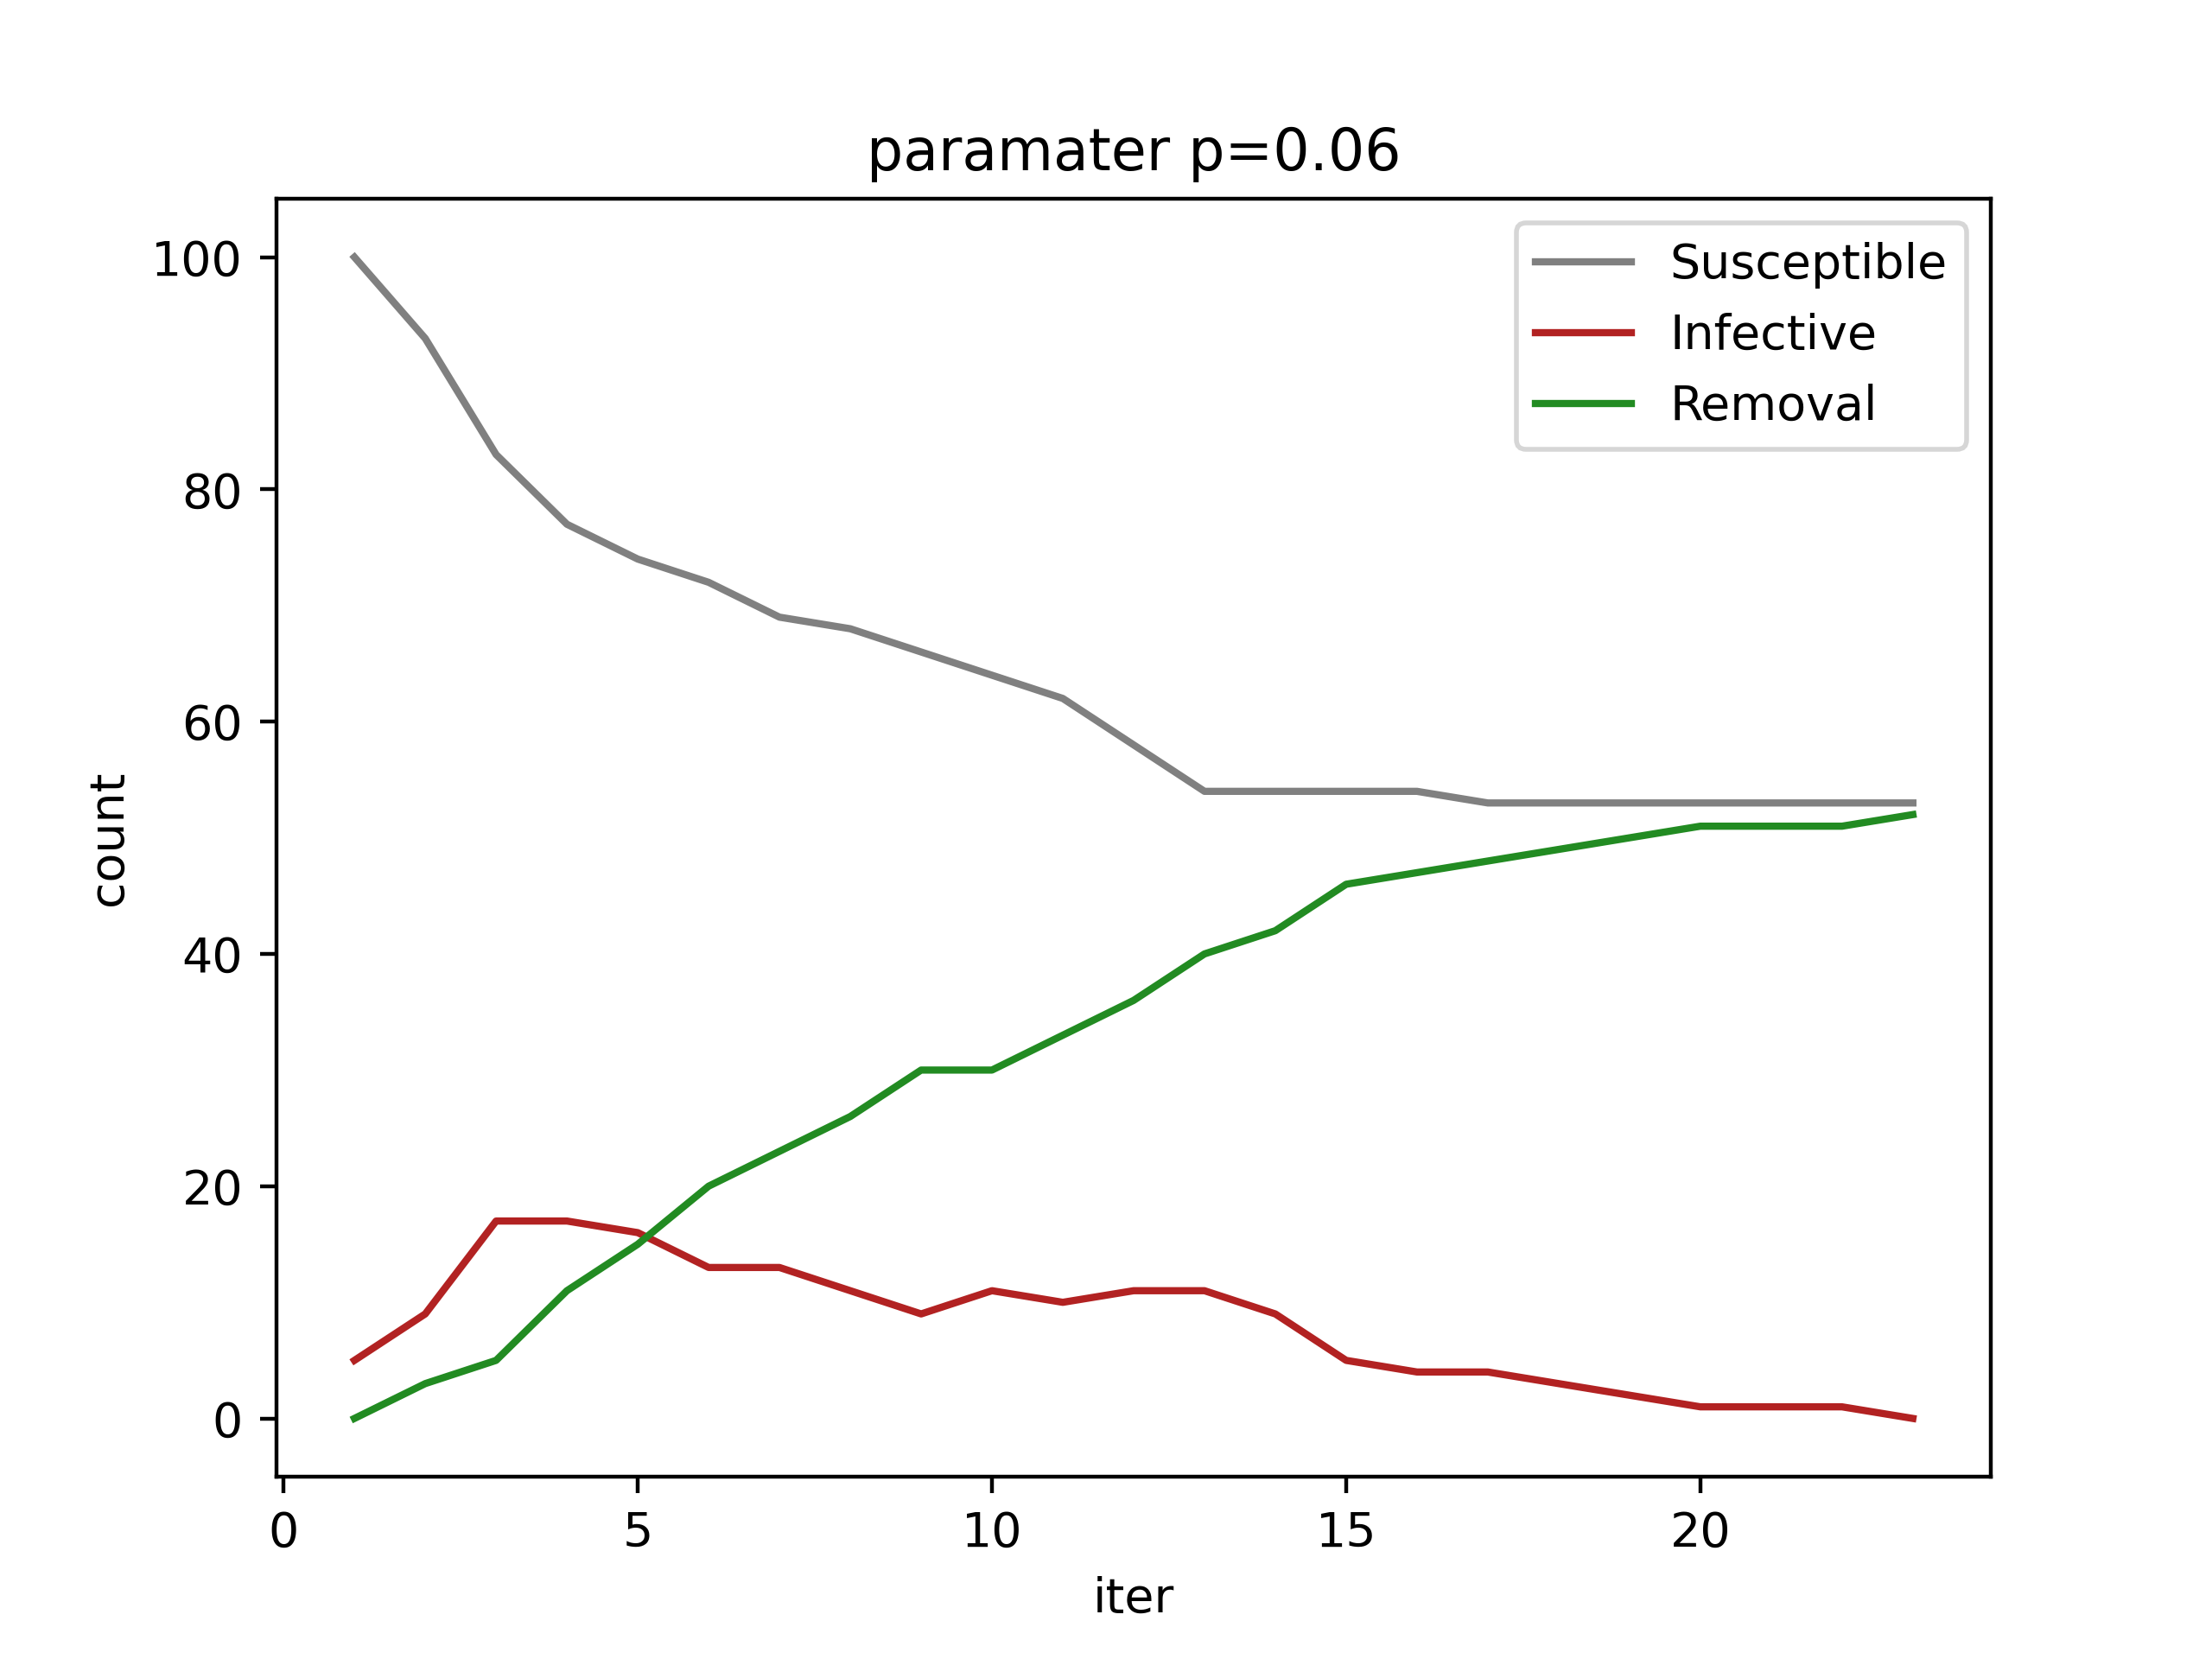 paramater p=0.06
Susceptible
Infective
Removal
100
80
60
40
20
0
count
0 5 10 15 20
iter